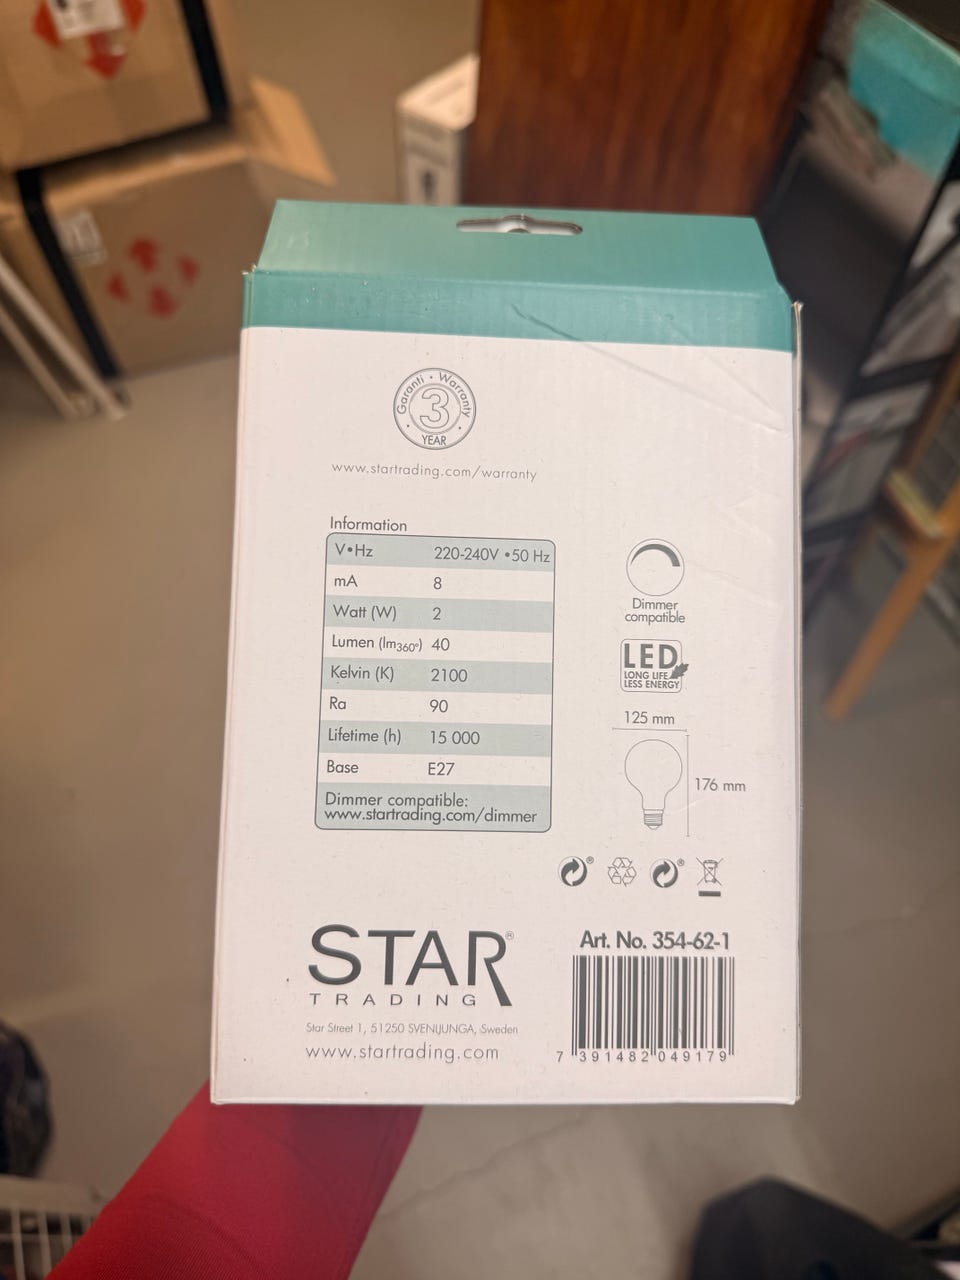 Garanti • Warranty
3
YEAR
www.startrading.com/warranty
Information
V•Hz 220-240V •50 Hz
mA 8
Watt (W) 2
Lumen (lm360°) 40
Kelvin (K) 2100
Ra 90
Lifetime (h) 15 000
Base E27
Dimmer compatible:
www.startrading.com/dimmer
Dimmer
compatible
LED
LONG LIFE
LESS ENERGY
125 mm
176 mm
STAR®
TRADING
Star Street 1, 51250 SVENLJUNGA, Sweden
www.startrading.com
Art. No. 354-62-1
7 391482 049179